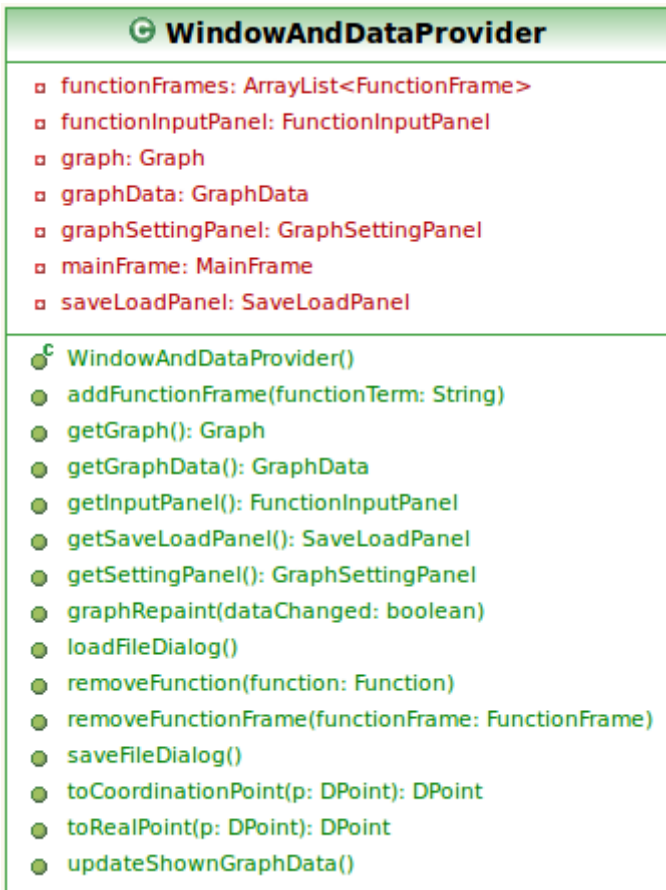 C WindowAndDataProvider
functionFrames: ArrayList<FunctionFrame>
functionInputPanel: FunctionInputPanel
graph: Graph
graphData: GraphData
graphSettingPanel: GraphSettingPanel
mainFrame: MainFrame
saveLoadPanel: SaveLoadPanel
C WindowAndDataProvider()
addFunctionFrame(functionTerm: String)
getGraph(): Graph
getGraphData(): GraphData
getInputPanel(): FunctionInputPanel
getSaveLoadPanel(): SaveLoadPanel
getSettingPanel(): GraphSettingPanel
graphRepaint(dataChanged: boolean)
loadFileDialog()
removeFunction(function: Function)
removeFunctionFrame(functionFrame: FunctionFrame)
saveFileDialog()
toCoordinationPoint(p: DPoint): DPoint
toRealPoint(p: DPoint): DPoint
updateShownGraphData()